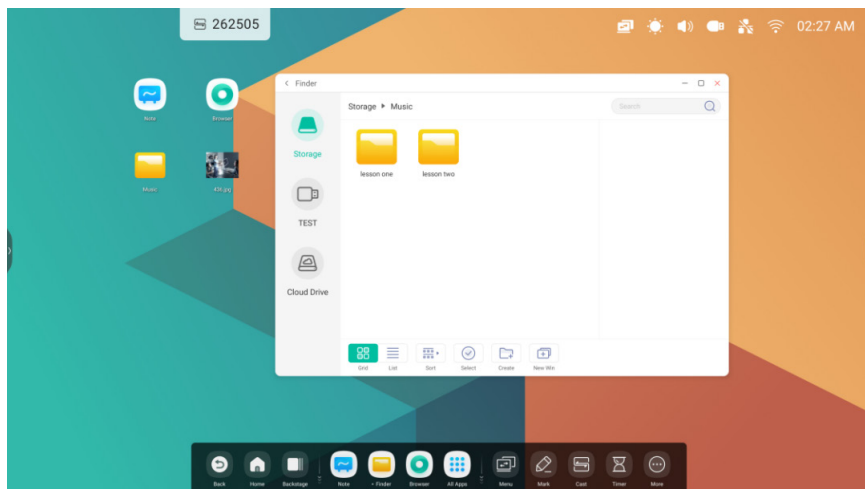 262505
02:27 AM
Finder
Note
Browser
Music
Storage
TEST
Cloud Drive
Storage Music
Search
lesson one
lesson two
Grid
List
Sort
Select
Create
New Win
Back
Home
Backstage
Note
Finder
Browser
All Apps
Menu
Mark
Cast
Timer
More